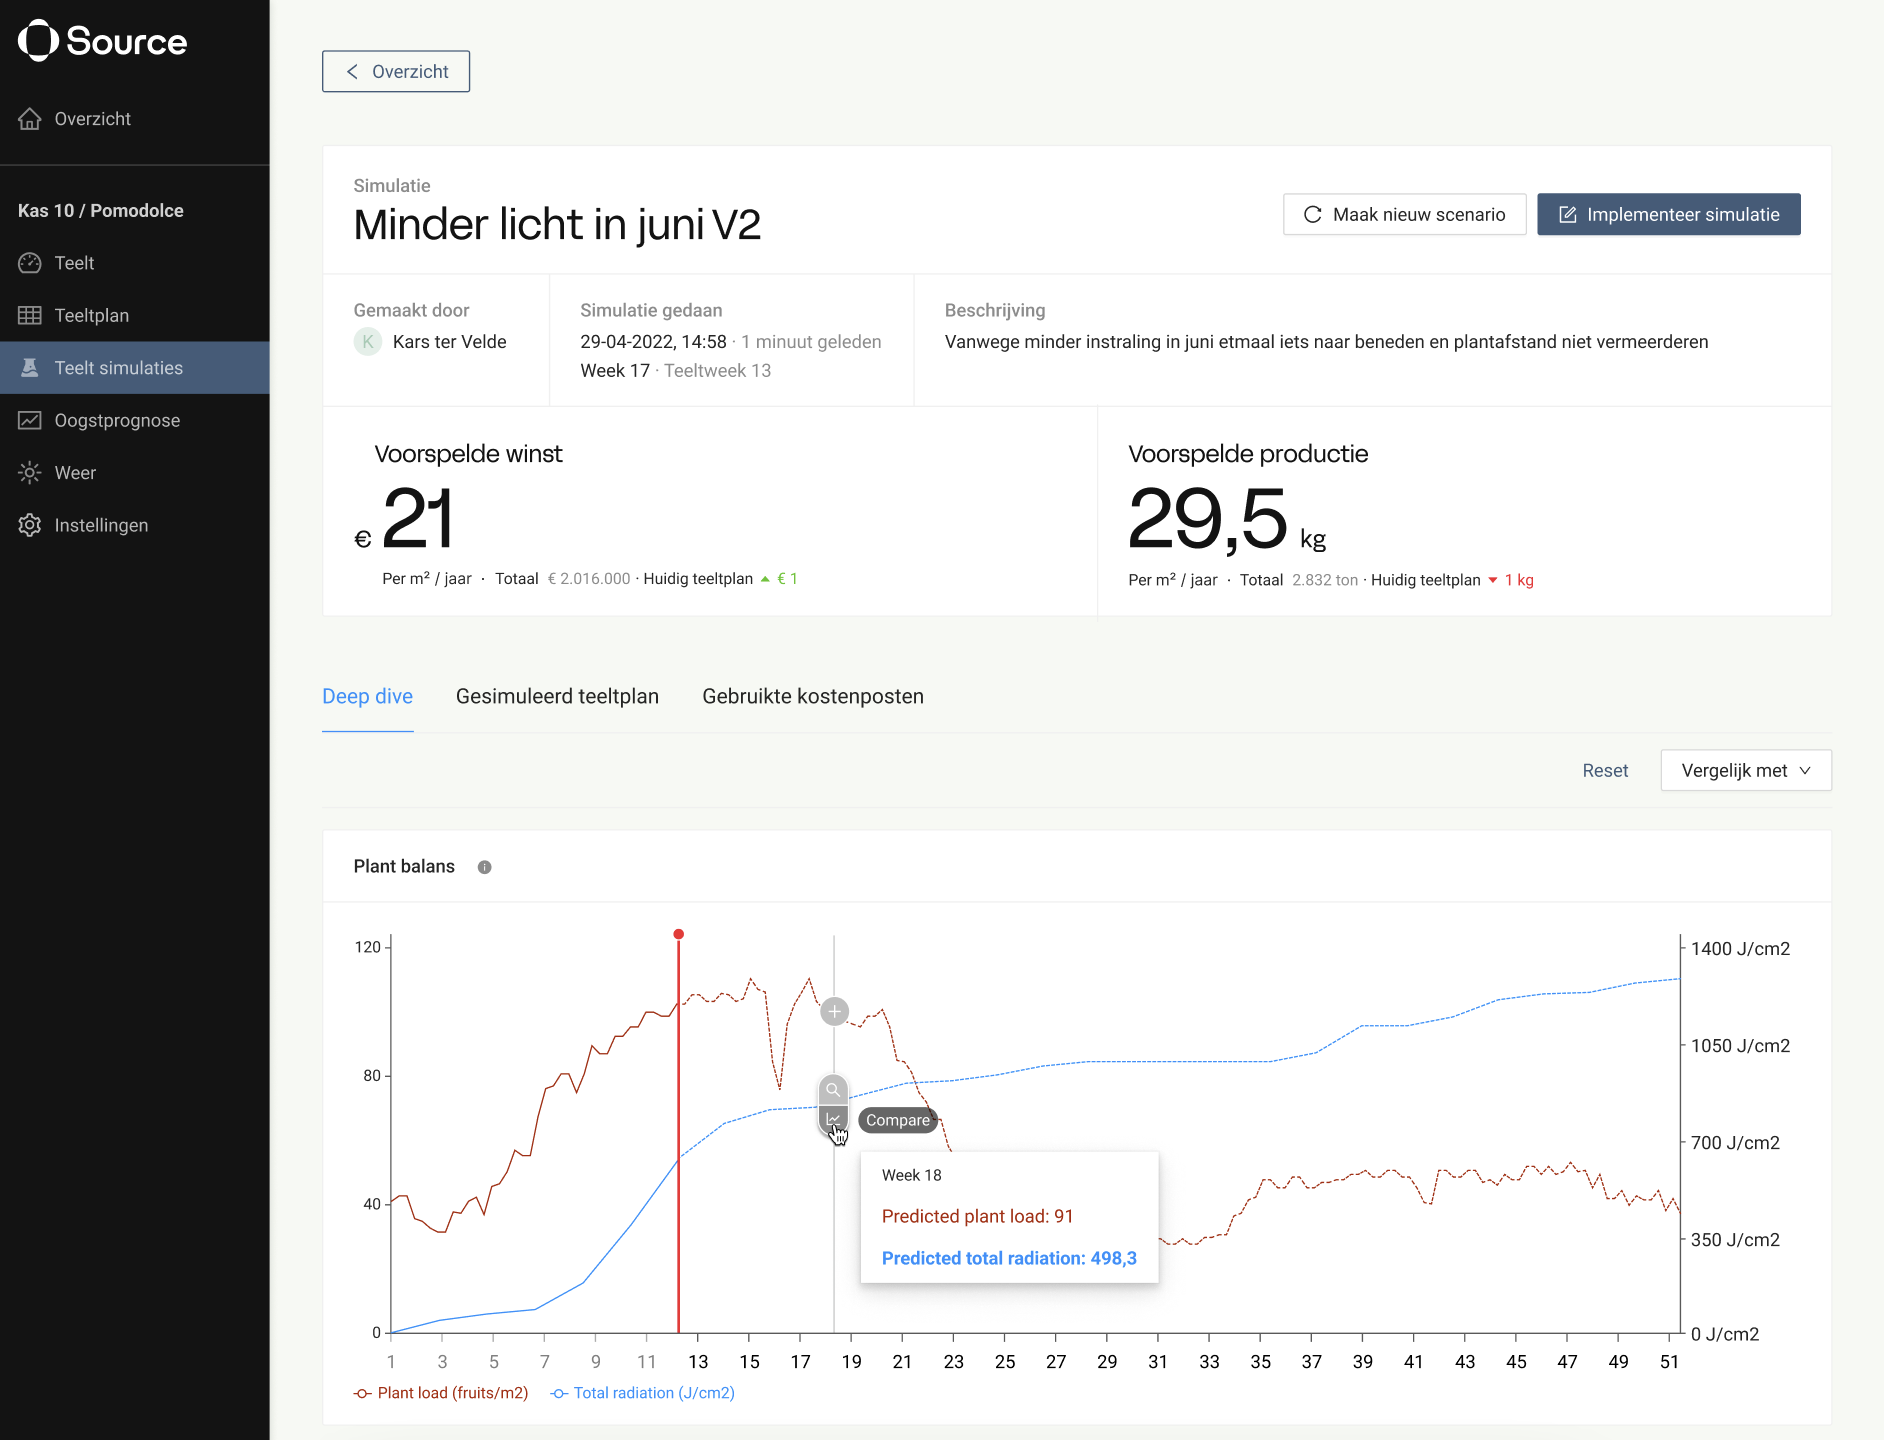 Source
Overzicht
Kas 10 / Pomodolce
Teelt
Teeltplan
Teelt simulaties
Oogstprognose
Weer
Instellingen
Overzicht
Simulatie
Minder licht in juni V2
Maak nieuw scenario
Implementeer simulatie
Gemaakt door
K Kars ter Velde
Simulatie gedaan
29-04-2022, 14:58 · 1 minuut geleden
Week 17 · Teeltweek 13
Beschrijving
Vanwege minder instraling in juni etmaal iets naar beneden en plantafstand niet vermeerderen
Voorspelde winst
€ 21
Per m² / jaar · Totaal € 2.016.000 · Huidig teeltplan € 1
Voorspelde productie
29,5 kg
Per m² / jaar · Totaal 2.832 ton · Huidig teeltplan 1 kg
Deep dive Gesimuleerd teeltplan Gebruikte kostenposten
Reset Vergelijk met
Plant balans
120
80
40
0
1400 J/cm2
1050 J/cm2
700 J/cm2
350 J/cm2
0 J/cm2
Compare
Week 18
Predicted plant load: 91
Predicted total radiation: 498,3
1 3 5 7 9 11 13 15 17 19 21 23 25 27 29 31 33 35 37 39 41 43 45 47 49 51
Plant load (fruits/m2) Total radiation (J/cm2)